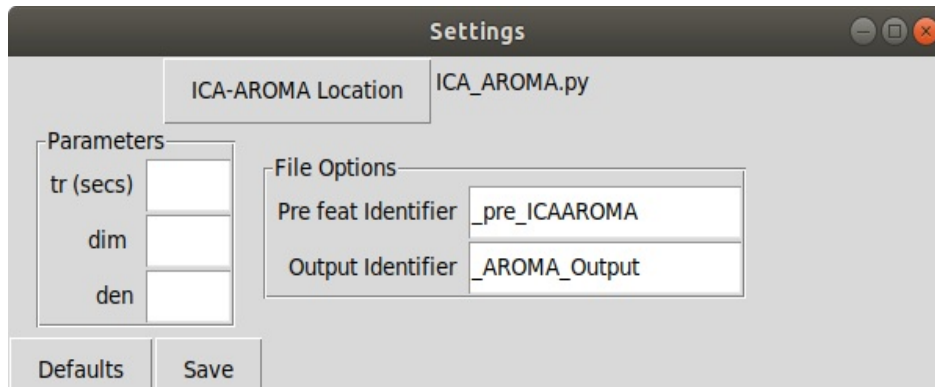 Settings
ICA-AROMA Location ICA_AROMA.py
Parameters
tr (secs)
dim
den
File Options
Pre feat Identifier _pre_ICAAROMA
Output Identifier _AROMA_Output
Defaults Save